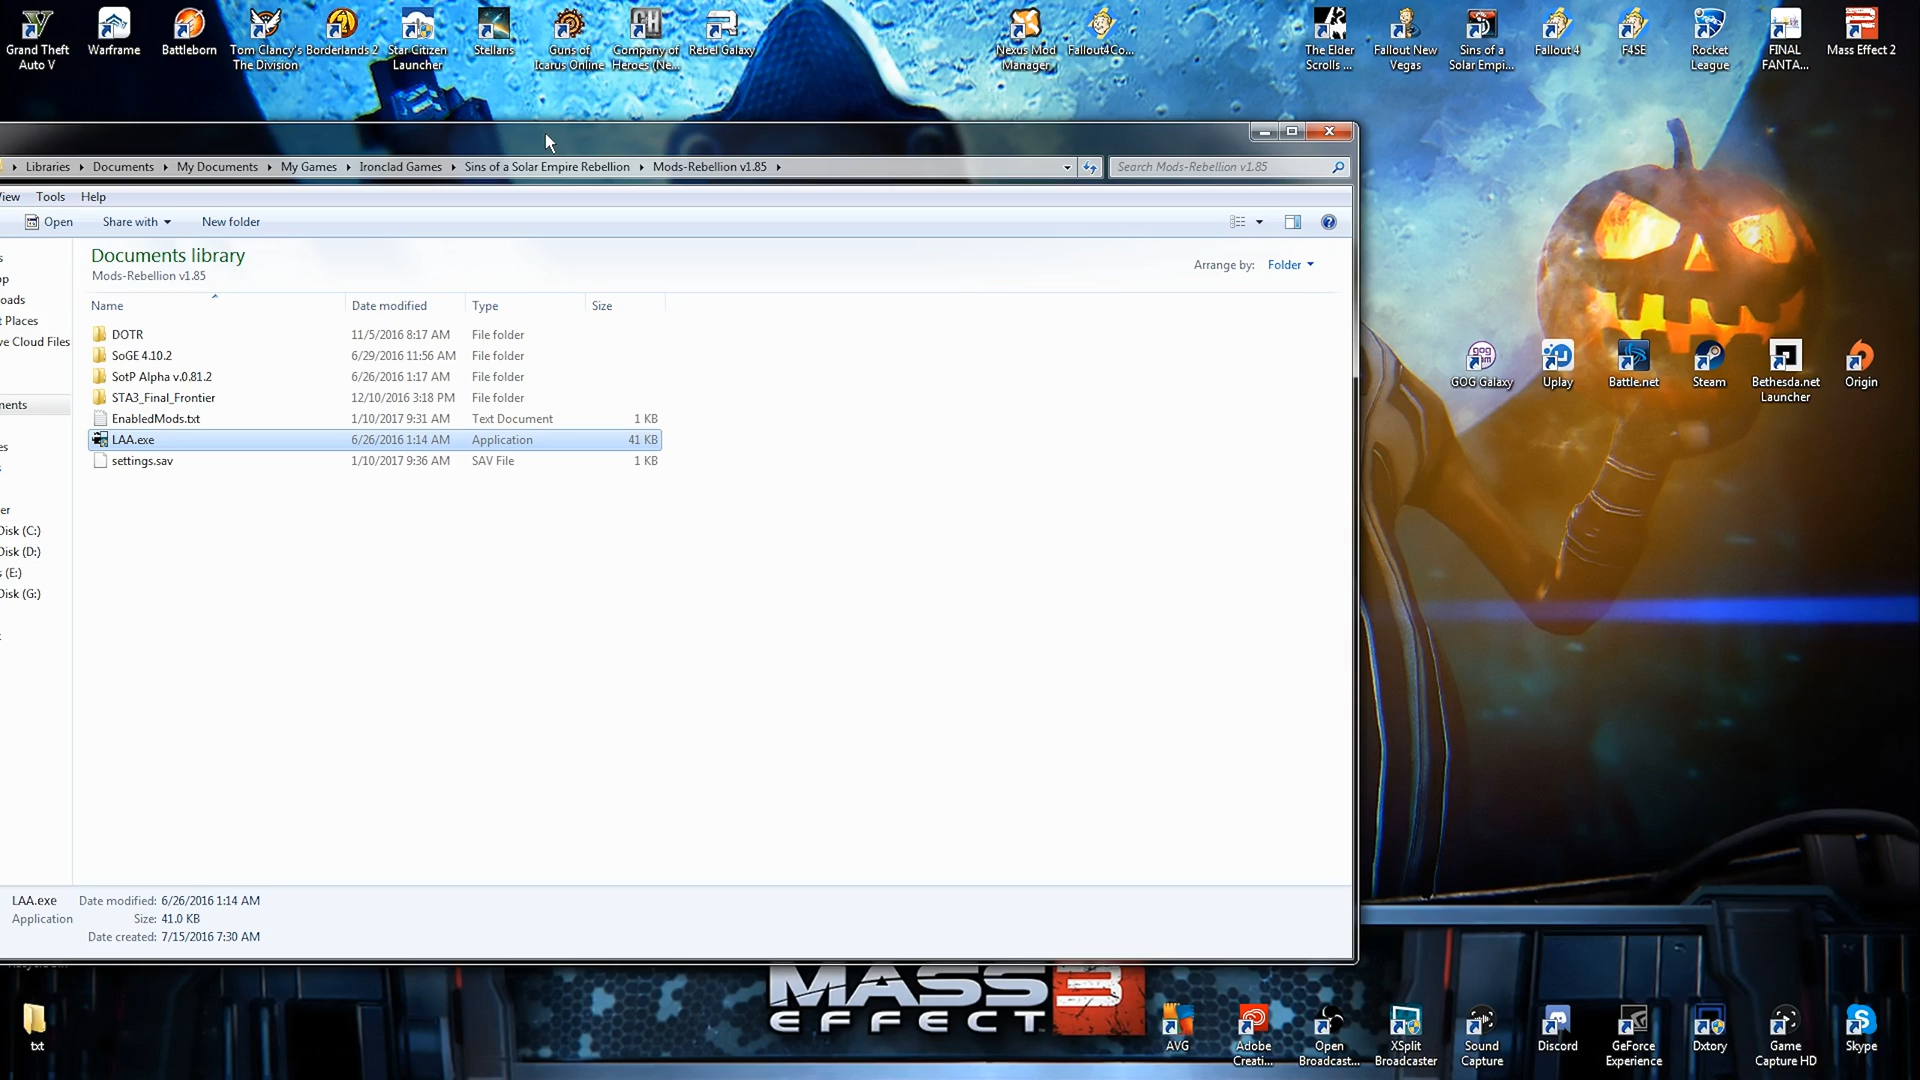 Grand Theft
Auto V
Warframe
Battleborn
Tom Clancy's
The Division
Borderlands 2
Star Citizen
Launcher
Stellaris
Guns of
Icarus Online
Company of
Heroes (Ne...
Rebel Galaxy
Nexus Mod
Manager
Fallout4Co...
The Elder
Scrolls ...
Fallout New
Vegas
Sins of a
Solar Empi...
Fallout 4
F4SE
Rocket
League
FINAL
FANTA...
Mass Effect 2
Libraries
Documents
My Documents
My Games
Ironclad Games
Sins of a Solar Empire Rebellion
Mods-Rebellion v1.85
Search Mods-Rebellion v1.85
iew
Tools
Help
Open
Share with
New folder
Documents library
Mods-Rebellion v1.85
Arrange by: Folder
Name
Date modified
Type
Size
DOTR 11/5/2016 8:17 AM File folder
SoGE 4.10.2 6/29/2016 11:56 AM File folder
SotP Alpha v.0.81.2 6/26/2016 1:17 AM File folder
STA3_Final_Frontier 12/10/2016 3:18 PM File folder
EnabledMods.txt 1/10/2017 9:31 AM Text Document 1 KB
LAA.exe 6/26/2016 1:14 AM Application 41 KB
settings.sav 1/10/2017 9:36 AM SAV File 1 KB
s
op
oads
t Places
ve Cloud Files
ments
es
er
Disk (C:)
Disk (D:)
s (E:)
Disk (G:)
GOG Galaxy
Uplay
Battle.net
Steam
Bethesda.net
Launcher
Origin
LAA.exe Date modified: 6/26/2016 1:14 AM
Application Size: 41.0 KB
Date created: 7/15/2016 7:30 AM
MASS 3
EFFECT
txt
AVG
Adobe
Creati...
Open
Broadcast...
XSplit
Broadcaster
Sound
Capture
Discord
GeForce
Experience
Dxtory
Game
Capture HD
Skype